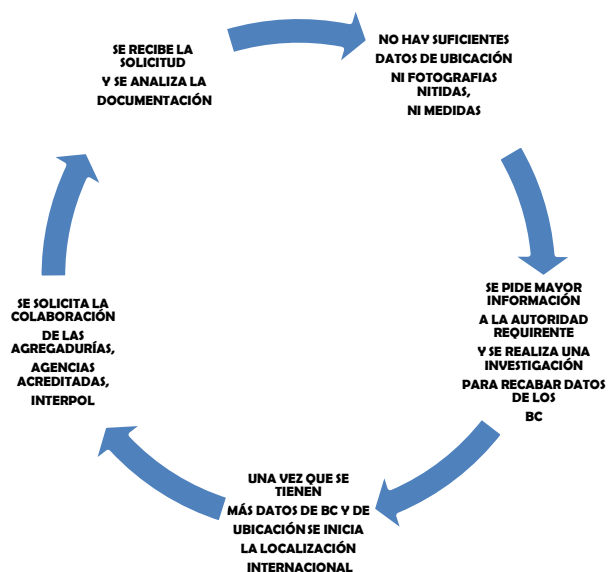 SE RECIBE LA
SOLICITUD
Y SE ANALIZA LA
DOCUMENTACIÓN
NO HAY SUFICIENTES
DATOS DE UBICACIÓN
NI FOTOGRAFIAS
NITIDAS,
NI MEDIDAS
SE PIDE MAYOR
INFORMACIÓN
A LA AUTORIDAD
REQUIRENTE
Y SE REALIZA UNA
INVESTIGACIÓN
PARA RECABAR DATOS
DE LOS
BC
UNA VEZ QUE SE
TIENEN
MÁS DATOS DE BC Y DE
UBICACIÓN SE INICIA
LA LOCALIZACIÓN
INTERNACIONAL
SE SOLICITA LA
COLABORACIÓN
DE LAS
AGREGADURÍAS,
AGENCIAS
ACREDITADAS,
INTERPOL